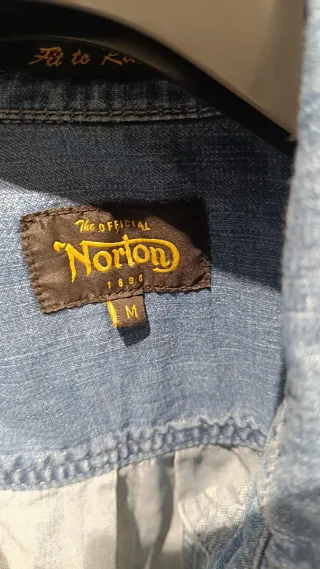 Fit to
The OFFICIAL
Norton
1898
M